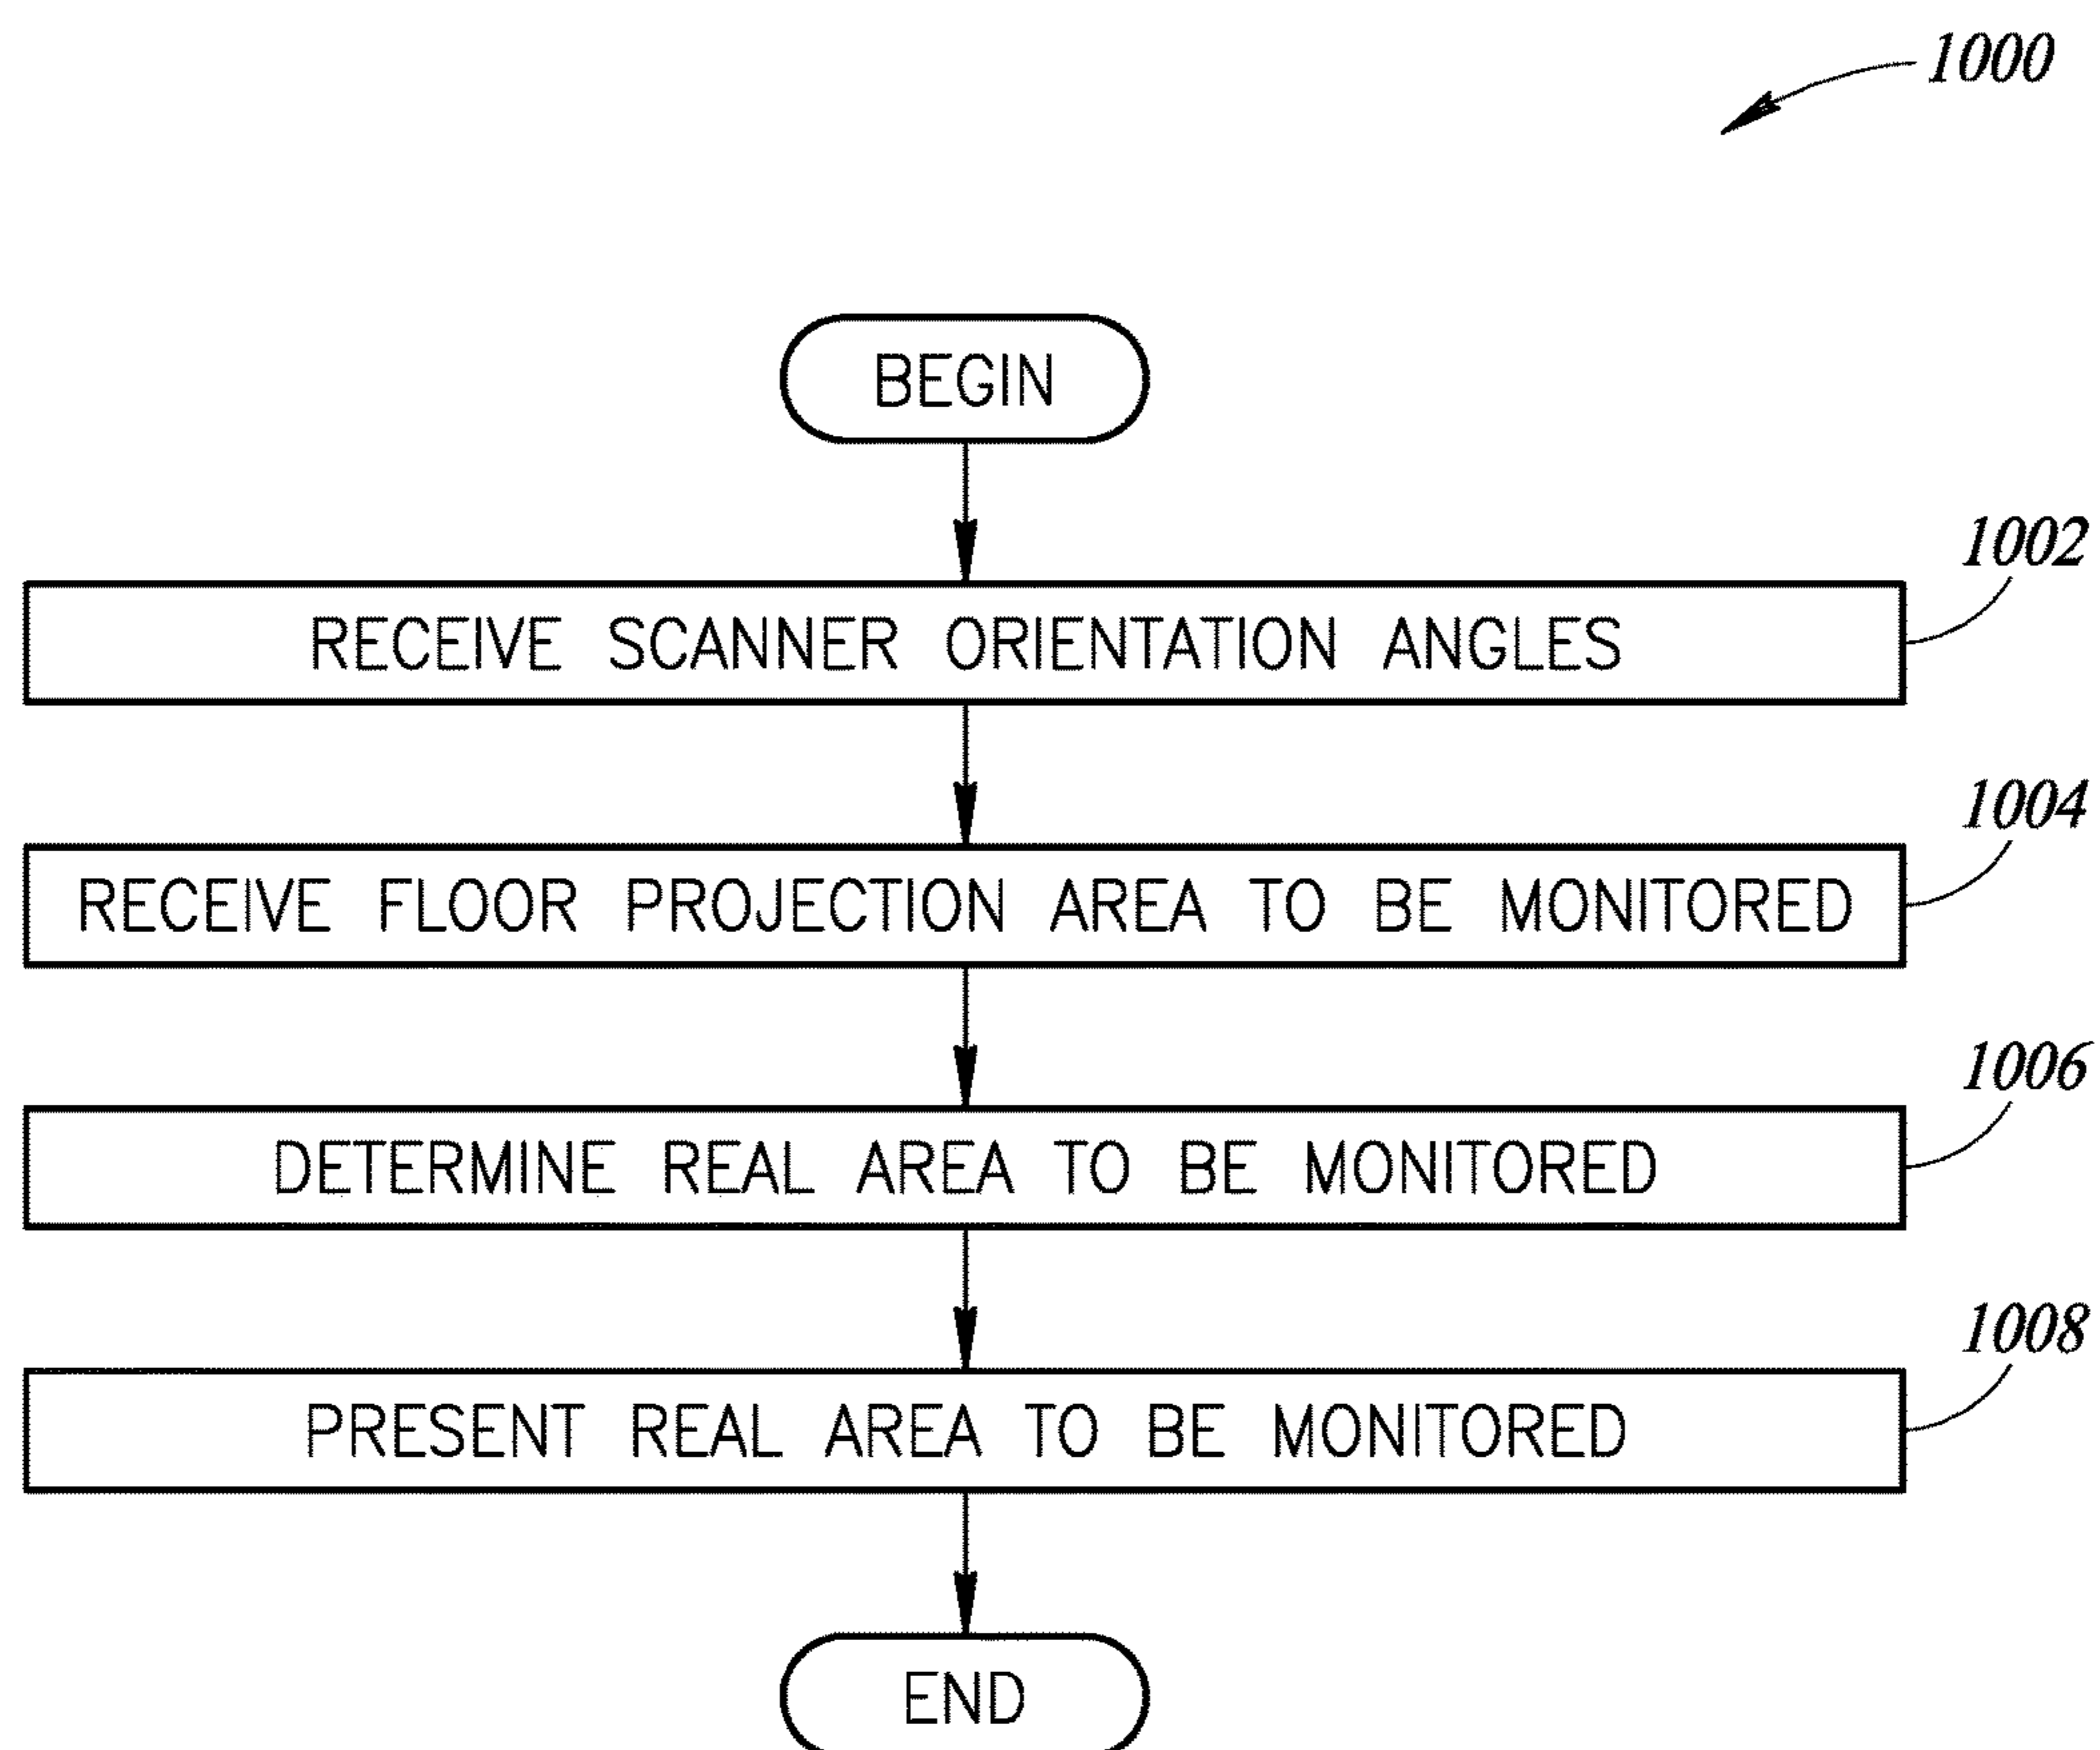 1000
BEGIN
1002
RECEIVE SCANNER ORIENTATION ANGLES
1004
RECEIVE FLOOR PROJECTION AREA TO BE MONITORED
1006
DETERMINE REAL AREA TO BE MONITORED
1008
PRESENT REAL AREA TO BE MONITORED
END